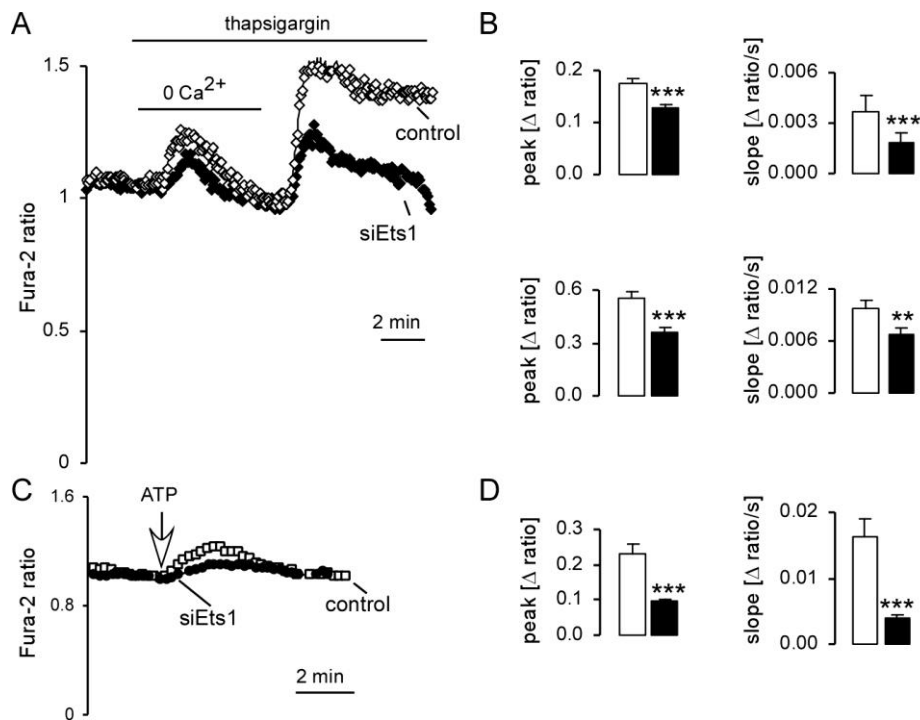 A
thapsigargin
1.5
0 Ca²⁺
control
1
siEts1
Fura-2 ratio
0.5
2 min
0
B
0.2
***
0.1
0.0
peak [Δ ratio]
0.006
***
0.003
0.000
slope [Δ ratio/s]
0.6
***
0.3
0.0
peak [Δ ratio]
0.012
**
0.006
0.000
slope [Δ ratio/s]
C
1.6
ATP
0.8
siEts1
control
Fura-2 ratio
2 min
0
D
0.3
0.2
***
0.1
0.0
peak [Δ ratio]
0.02
0.01
***
0.00
slope [Δ ratio/s]